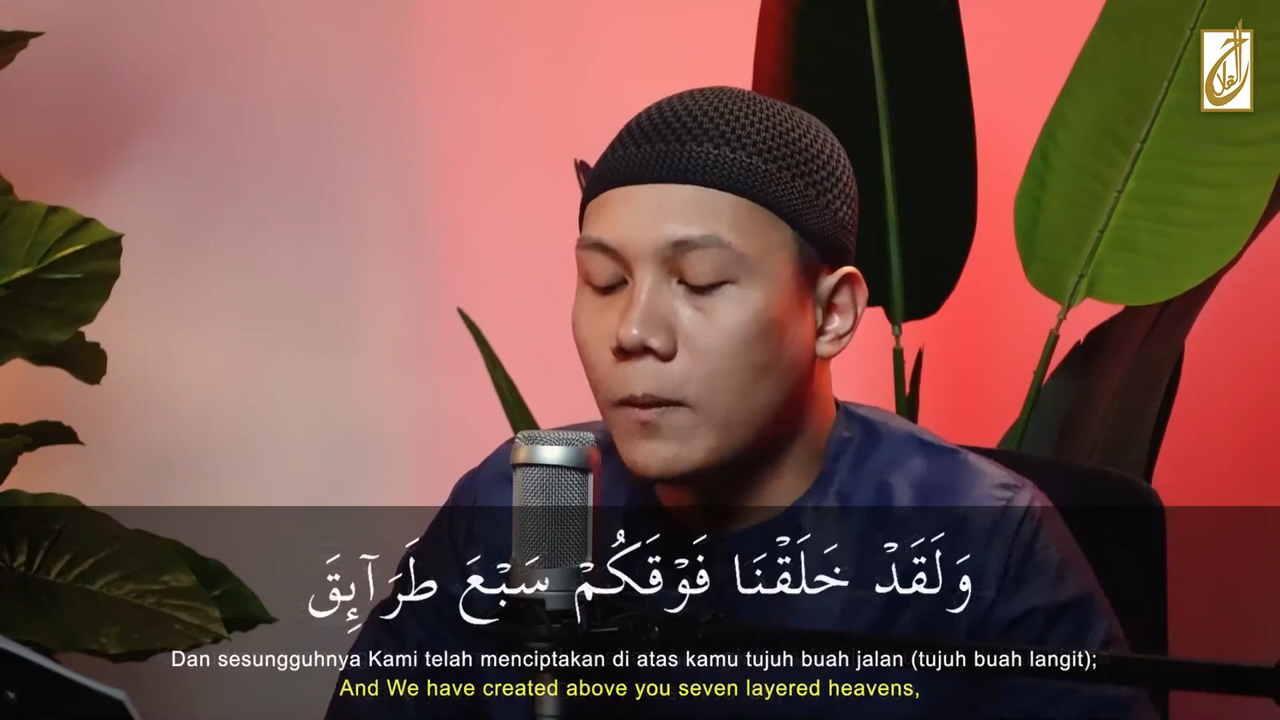 وَلَقَدْ خَلَقْنَا فَوْقَكُمْ سَبْعَ طَرَآئِقَ
Dan sesungguhnya Kami telah menciptakan di atas kamu tujuh buah jalan (tujuh buah langit);
And We have created above you seven layered heavens,